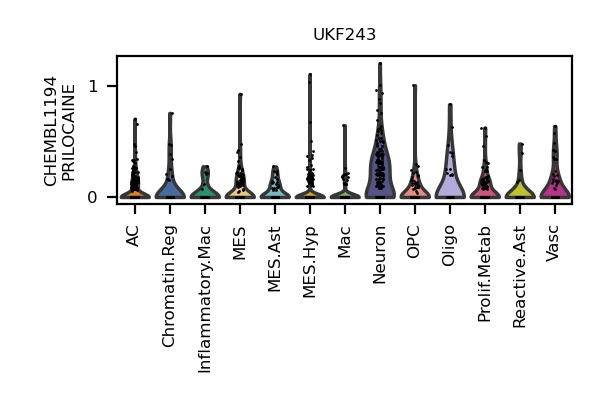 UKF243
CHEMBL1194
PRILOCAINE
1
0
AC
Chromatin.Reg
Inflammatory.Mac
MES
MES.Ast
MES.Hyp
Mac
Neuron
OPC
Oligo
Prolif.Metab
Reactive.Ast
Vasc